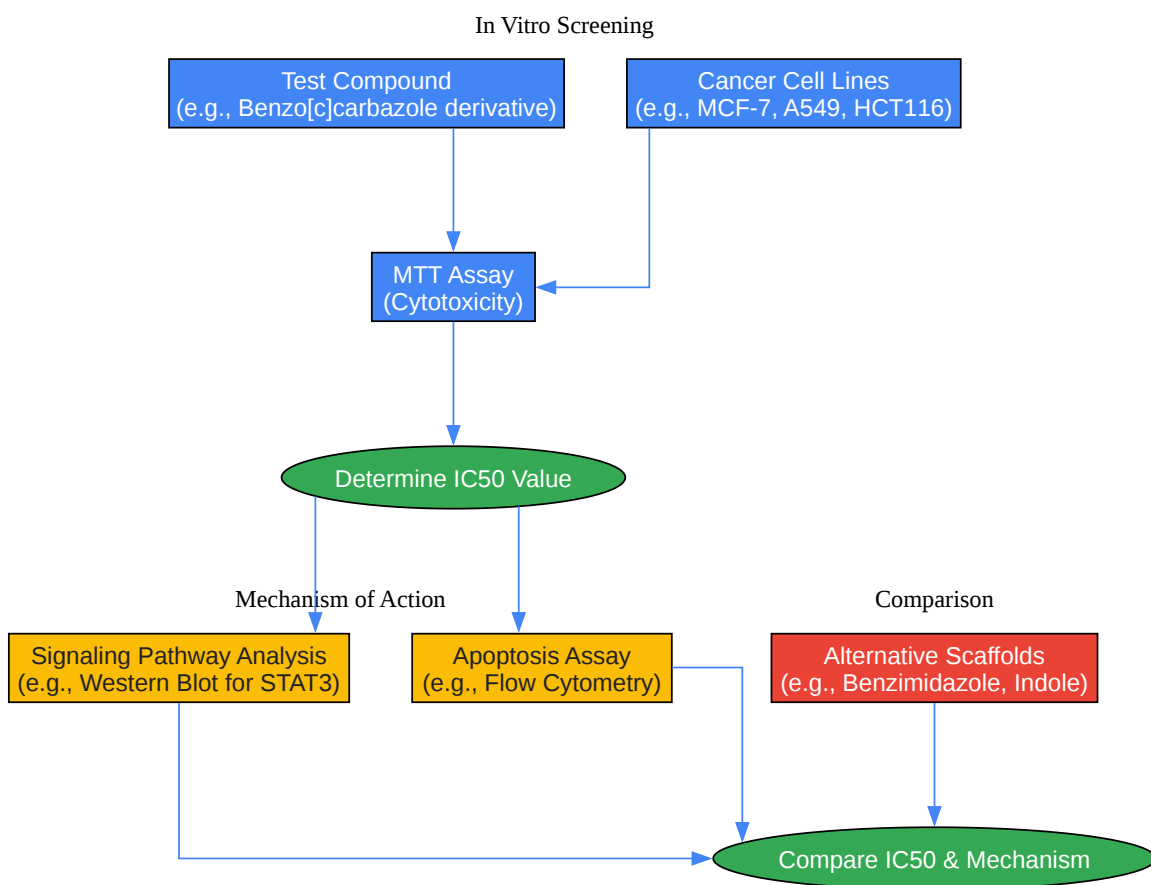 In Vitro Screening
Test Compound
(e.g., Benzo[c]carbazole derivative)
Cancer Cell Lines
(e.g., MCF-7, A549, HCT116)
MTT Assay
(Cytotoxicity)
Determine IC50 Value
Mechanism of Action
Comparison
Signaling Pathway Analysis
(e.g., Western Blot for STAT3)
Apoptosis Assay
(e.g., Flow Cytometry)
Alternative Scaffolds
(e.g., Benzimidazole, Indole)
Compare IC50 & Mechanism